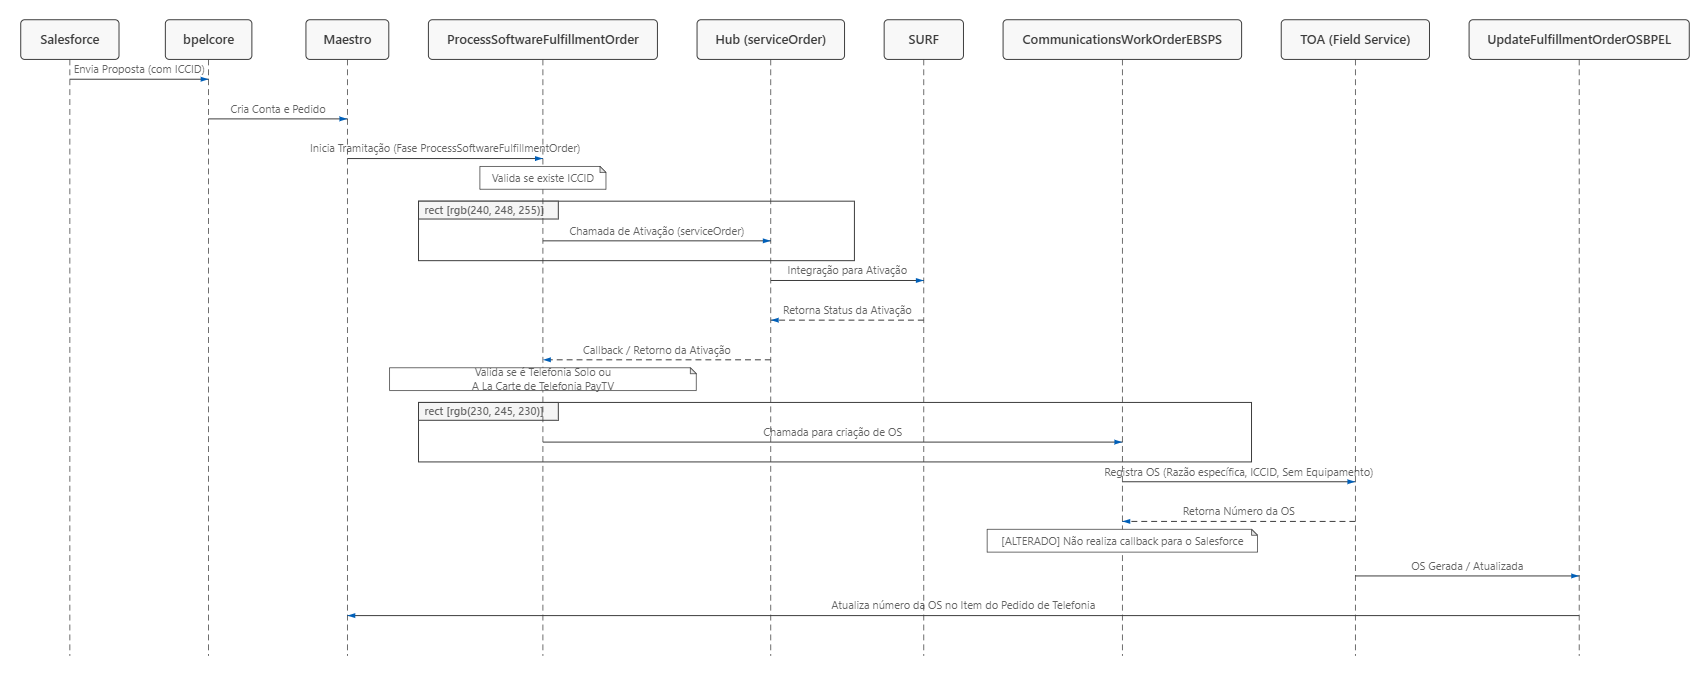 Salesforce
bpelcore
Maestro
ProcessSoftwareFulfillmentOrder
Hub (serviceOrder)
SURF
CommunicationsWorkOrderEBSPS
TOA (Field Service)
UpdateFulfillmentOrderOSBPEL
Envia Proposta (com ICCID)
Cria Conta e Pedido
Inicia Tramitação (Fase ProcessSoftwareFulfillmentOrder)
Valida se existe ICCID
rect [rgb(240, 248, 255)]
Chamada de Ativação (serviceOrder)
Integração para Ativação
Retorna Status da Ativação
Callback / Retorno da Ativação
Valida se é Telefonia Solo ou
A La Carte de Telefonia PayTV
rect [rgb(230, 245, 230)]
Chamada para criação de OS
Registra OS (Razão específica, ICCID, Sem Equipamento)
Retorna Número da OS
[ALTERADO] Não realiza callback para o Salesforce
OS Gerada / Atualizada
Atualiza número da OS no Item do Pedido de Telefonia